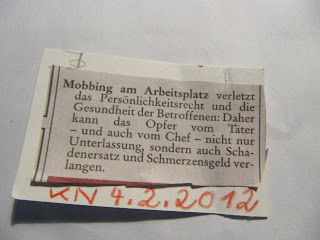 Mobbing am Arbeitsplatz verletzt
das Persönlichkeitsrecht und die
Gesundheit der Betroffenen: Daher
kann das Opfer vom Täter
– und auch vom Chef – nicht nur
Unterlassung, sondern auch Scha-
denersatz und Schmerzensgeld ver-
langen.
KN 4.2.2012